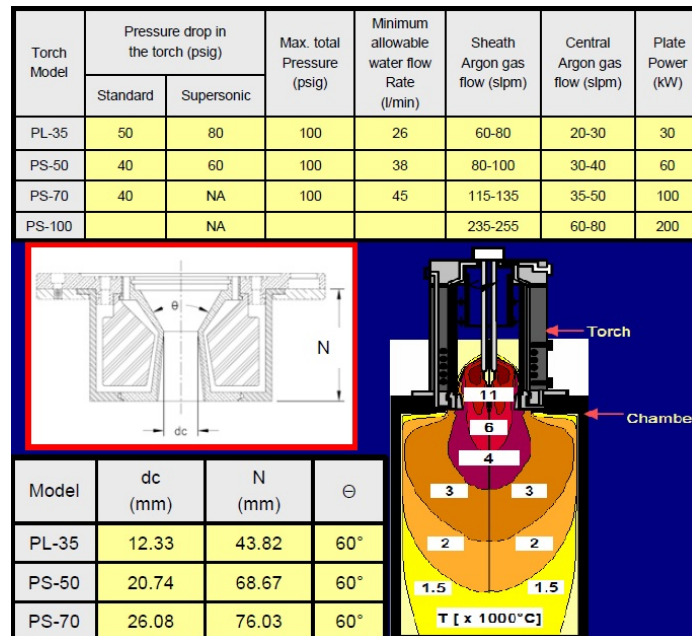 Torch Model | Pressure drop in the torch (psig) | Max. total Pressure (psig) | Minimum allowable water flow Rate (l/min) | Sheath Argon gas flow (slpm) | Central Argon gas flow (slpm) | Plate Power (kW)
Standard | Supersonic
PL-35 | 50 | 80 | 100 | 26 | 60-80 | 20-30 | 30
PS-50 | 40 | 60 | 100 | 38 | 80-100 | 30-40 | 60
PS-70 | 40 | NA | 100 | 45 | 115-135 | 35-50 | 100
PS-100 | NA | 235-255 | 60-80 | 200
θ
N
dc
Torch
Chambe
11
6
4
3 3
2 2
1.5 1.5
T [ x 1000°C]
Model | dc (mm) | N (mm) | Θ
PL-35 | 12.33 | 43.82 | 60°
PS-50 | 20.74 | 68.67 | 60°
PS-70 | 26.08 | 76.03 | 60°